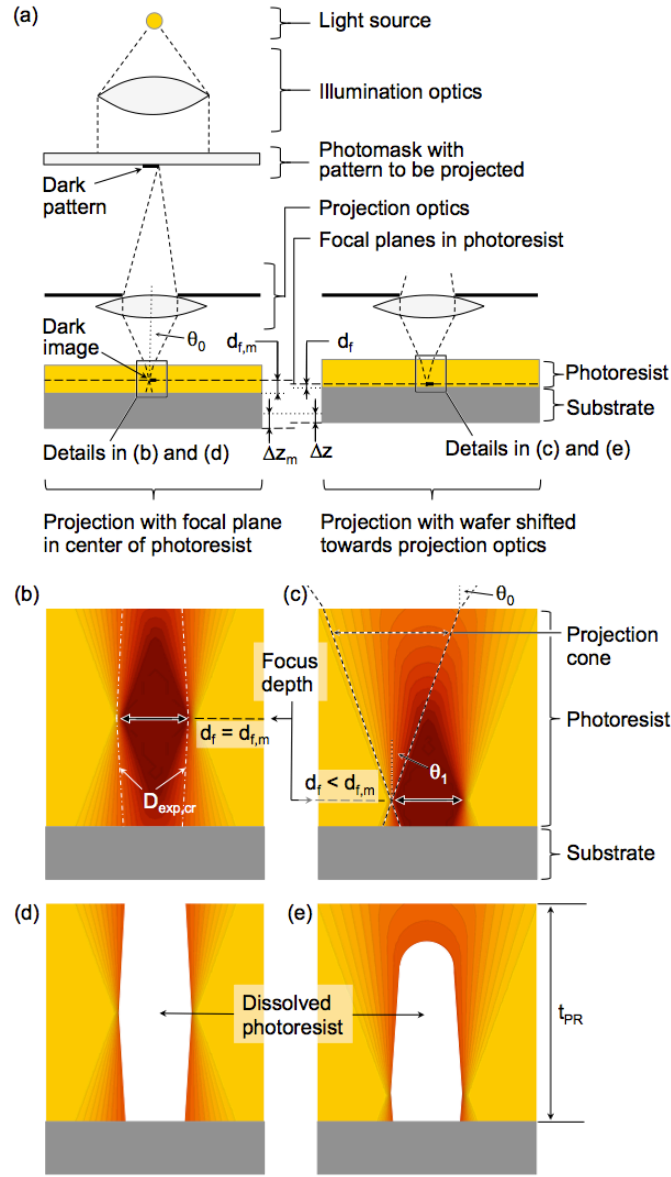 (a)
Light source
Illumination optics
Photomask with
pattern to be projected
Dark
pattern
Projection optics
Focal planes in photoresist
Dark
image
θ0
df,m
df
Photoresist
Substrate
Details in (b) and (d)
Δzm
Δz
Details in (c) and (e)
Projection with focal plane
in center of photoresist
Projection with wafer shifted
towards projection optics
(b)
(c)
θ0
Projection
cone
Focus
depth
Photoresist
df = df,m
θ1
df < df,m
Dexp,cr
Substrate
(d)
(e)
Dissolved
photoresist
tPR